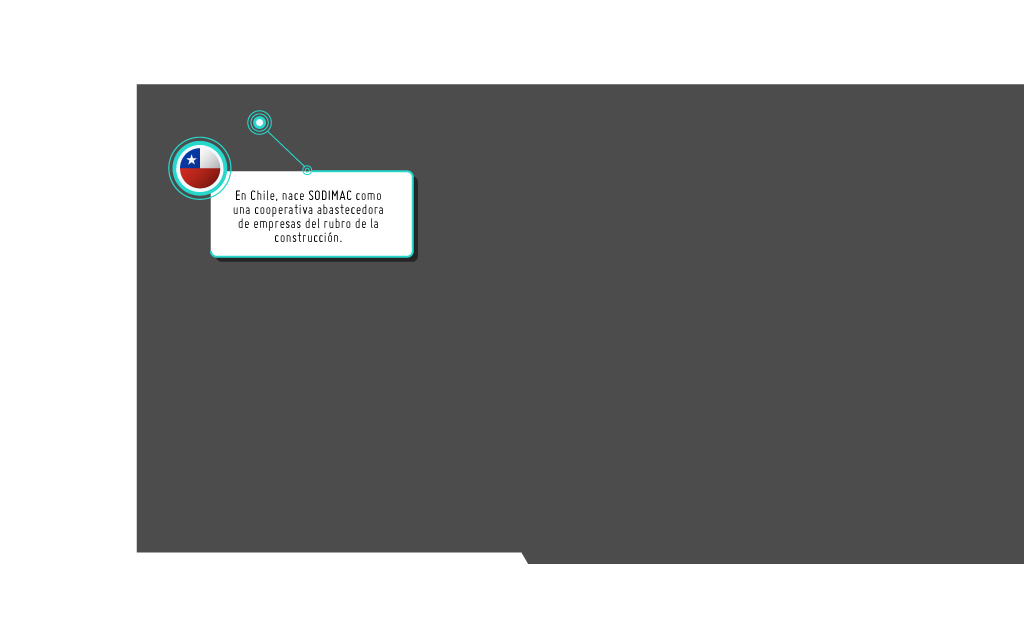 En Chile, nace SODIMAC como
una cooperativa abastecedora
de empresas del rubro de la
construcción.